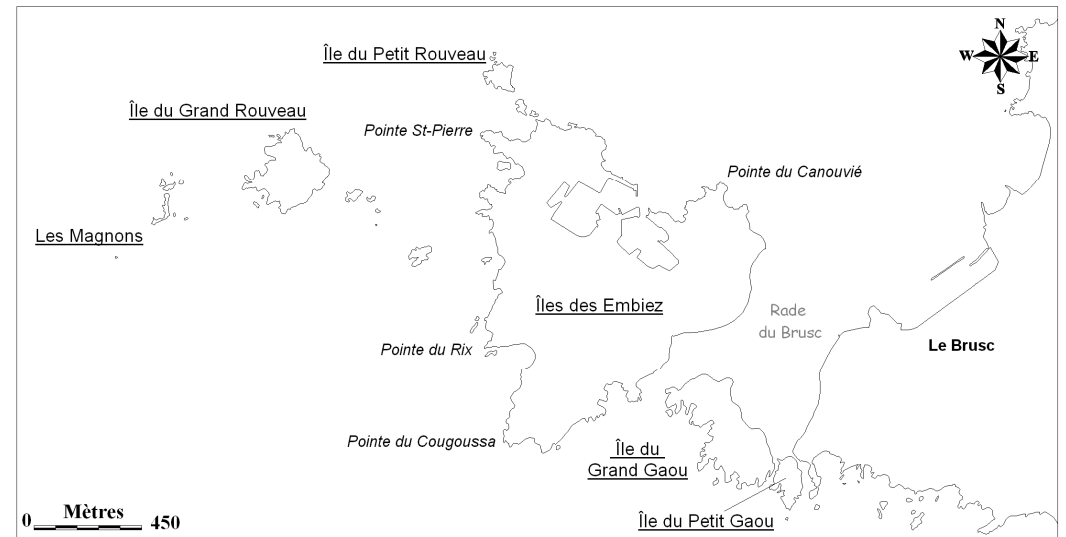 N
W E
S
Île du Petit Rouveau
Île du Grand Rouveau
Pointe St-Pierre
Pointe du Canouvié
Les Magnons
Îles des Embiez
Rade
du Brusc
Le Brusc
Pointe du Rix
Pointe du Cougoussa
Île du
Grand Gaou
Île du Petit Gaou
Mètres
0 450